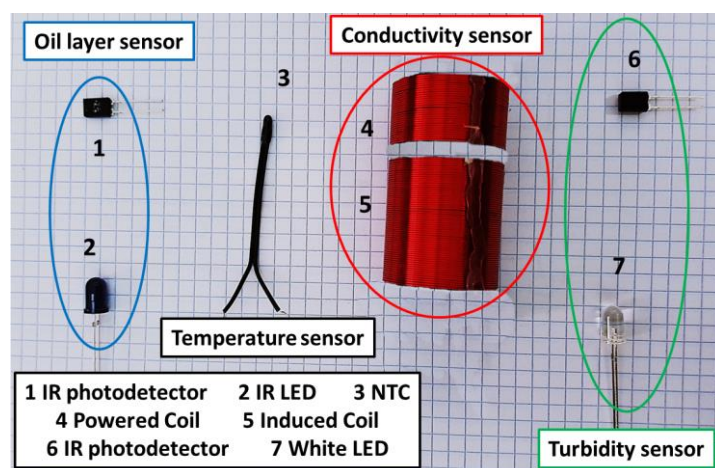 Oil layer sensor
Conductivity sensor
6
3
4
1
5
2
7
Temperature sensor
1 IR photodetector 2 IR LED 3 NTC
4 Powered Coil 5 Induced Coil
6 IR photodetector 7 White LED
Turbidity sensor